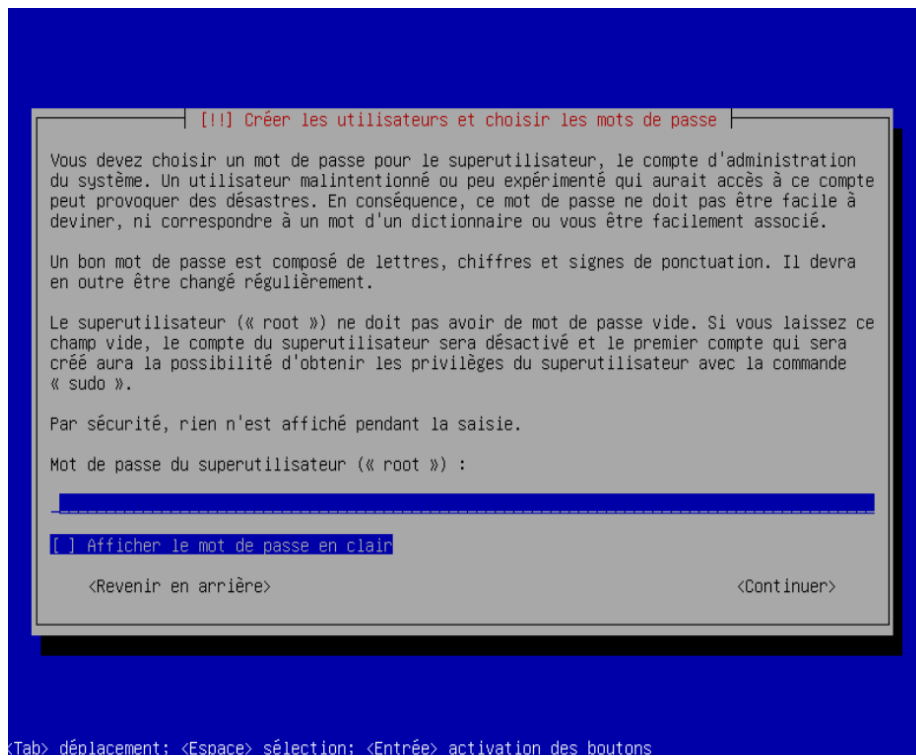 [!!] Créer les utilisateurs et choisir les mots de passe
Vous devez choisir un mot de passe pour le superutilisateur, le compte d'administration
du système. Un utilisateur malintentionné ou peu expérimenté qui aurait accès à ce compte
peut provoquer des désastres. En conséquence, ce mot de passe ne doit pas être facile à
deviner, ni correspondre à un mot d'un dictionnaire ou vous être facilement associé.
Un bon mot de passe est composé de lettres, chiffres et signes de ponctuation. Il devra
en outre être changé régulièrement.
Le superutilisateur (« root ») ne doit pas avoir de mot de passe vide. Si vous laissez ce
champ vide, le compte du superutilisateur sera désactivé et le premier compte qui sera
créé aura la possibilité d'obtenir les privilèges du superutilisateur avec la commande
« sudo ».
Par sécurité, rien n'est affiché pendant la saisie.
Mot de passe du superutilisateur (« root ») :
[ ] Afficher le mot de passe en clair
<Revenir en arrière> <Continuer>
<Tab> déplacement; <Espace> sélection; <Entrée> activation des boutons